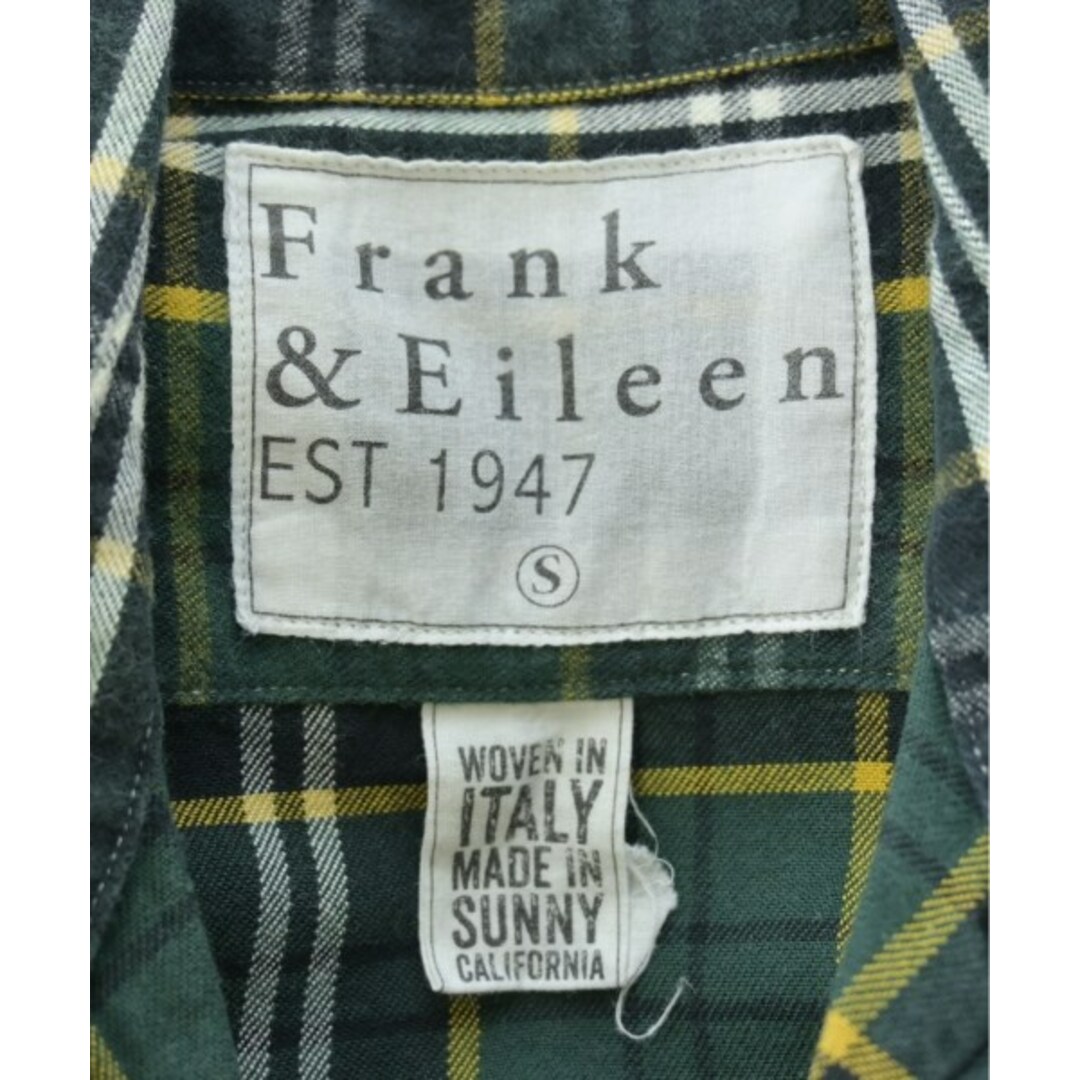 Frank
& Eileen
EST 1947
S
WOVEN IN
ITALY
MADE IN
SUNNY
CALIFORNIA